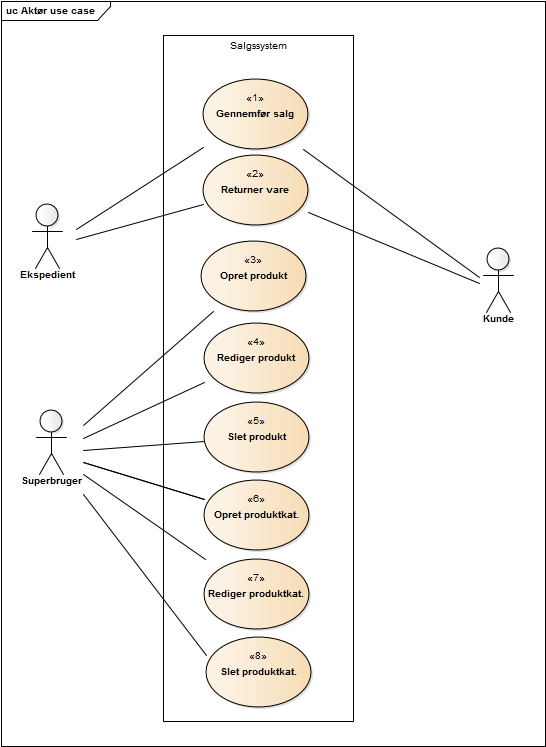 uc Aktør use case
Salgssystem
«1»
Gennemfør salg
«2»
Returner vare
Ekspedient
«3»
Opret produkt
Kunde
«4»
Rediger produkt
«5»
Slet produkt
Superbruger
«6»
Opret produktkat.
«7»
Rediger produktkat.
«8»
Slet produktkat.